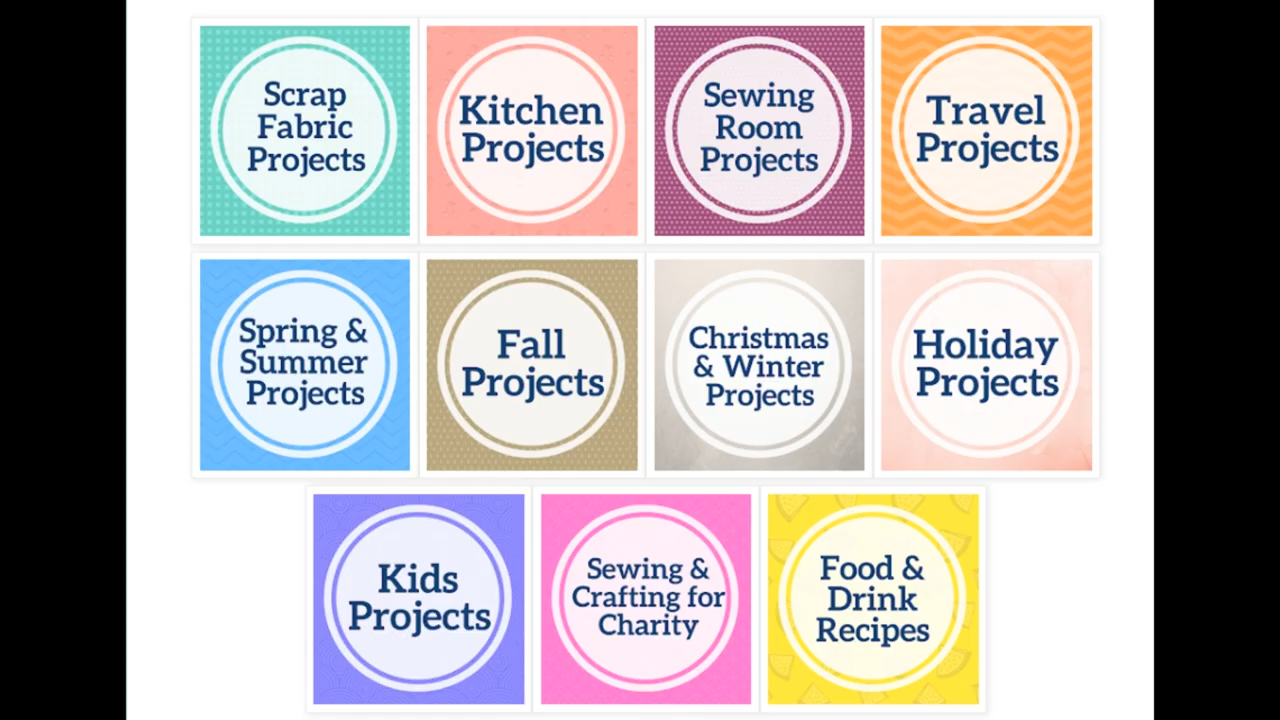 Scrap
Fabric
Projects
Kitchen
Projects
Sewing
Room
Projects
Travel
Projects
Spring &
Summer
Projects
Fall
Projects
Christmas
& Winter
Projects
Holiday
Projects
Kids
Projects
Sewing &
Crafting for
Charity
Food &
Drink
Recipes